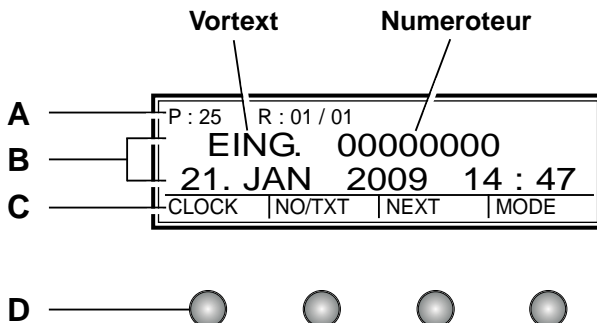 Vortext Numeroteur
A P : 25 R : 01 / 01
B EING. 00000000
21. JAN 2009 14 : 47
C CLOCK |NO/TXT |NEXT |MODE
D